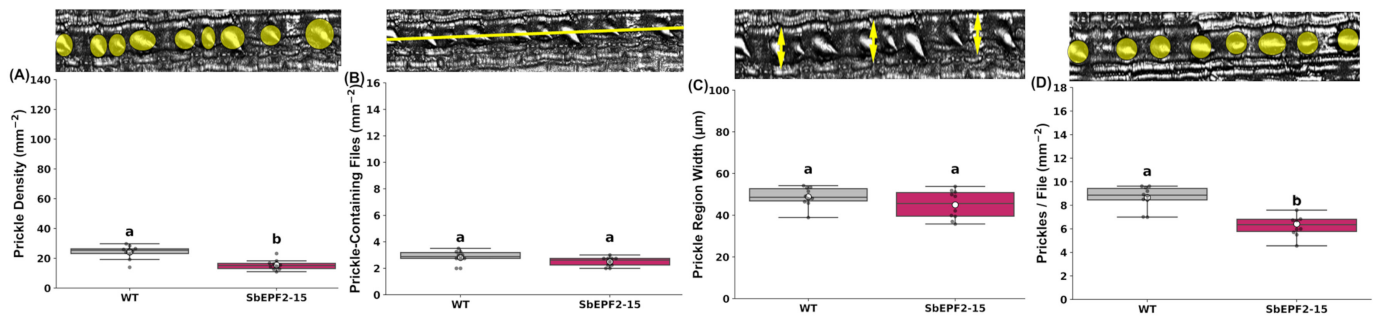 (A)
Prickle Density (mm⁻²)
140
120
100
80
60
40
20
0
a
b
WT
SbEPF2-15
(B)
Prickle-Containing Files (mm⁻²)
16
14
12
10
8
6
4
2
0
a
a
WT
SbEPF2-15
(C)
Prickle Region Width (μm)
100
80
60
40
20
0
a
a
WT
SbEPF2-15
(D)
Prickles / File (mm⁻²)
18
16
14
12
10
8
6
4
2
0
a
b
WT
SbEPF2-15